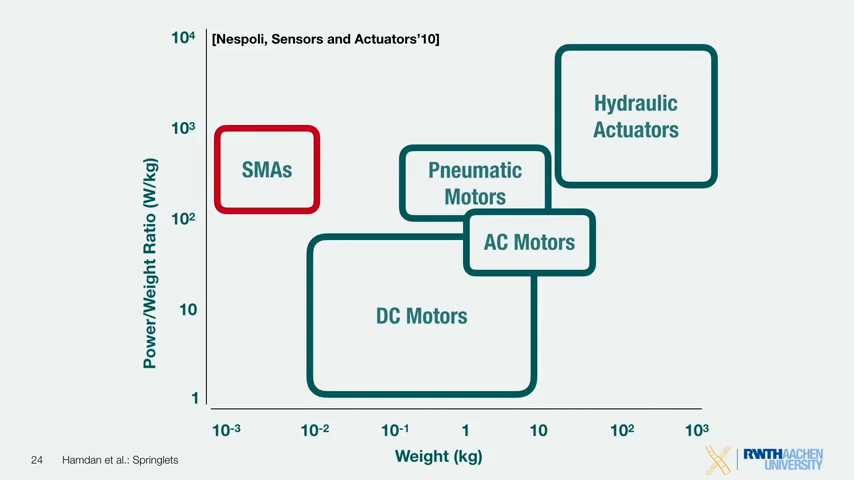 10⁴
[Nespoli, Sensors and Actuators'10]
Hydraulic
Actuators
10³
SMAs
Pneumatic
Motors
10²
AC Motors
Power/Weight Ratio (W/kg)
10
DC Motors
1
10⁻³ 10⁻² 10⁻¹ 1 10 10² 10³
Weight (kg)
24 Hamdan et al.: Springlets
RWTHAACHEN
UNIVERSITY